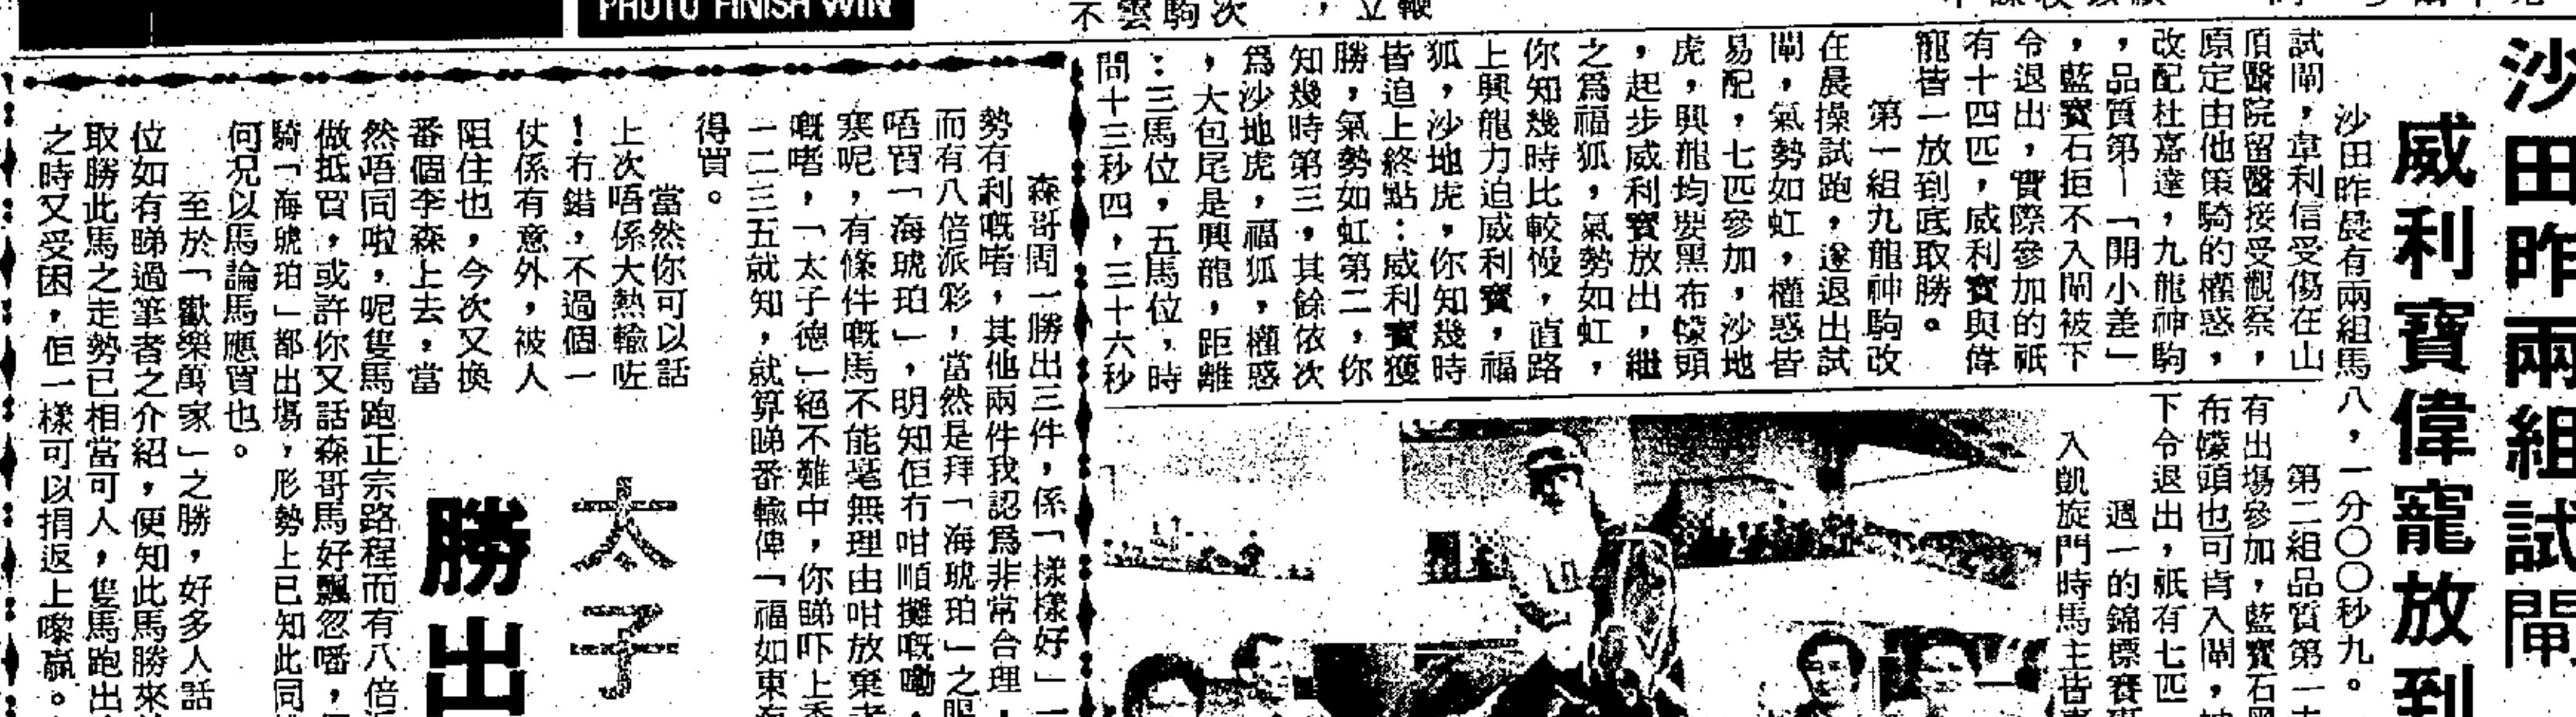 PHOTO FINISH WIN
不雲駒次
，立報
沙田昨兩組試閘
威利寶偉寵放到
沙田昨晨有兩組馬
試閘，韋利信受傷在山
頂醫院留醫接受觀察，
原定由他策騎的權惑，
改配杜嘉達，九龍神駒
，品質第一「開小差」
，藍寶石拒不入閘被下
令退出，實際參加的祇
有十四匹，威利寶與偉
寵皆一放到底取勝。
第一組九龍神駒改
在晨操試跑，遂退出試
閘，氣勢如虹，權惑皆
易配，七匹參加，沙地
虎，興龍均要黑布幪頭
，起步威利寶放出，繼
之爲福狐，氣勢如虹，
你知幾時比較慢，直路
上興龍力迫威利寶，福
狐，沙地虎，你知幾時
皆追上終點：威利寶獲
勝，氣勢如虹第二，你
知幾時第三，其餘依次
爲沙地虎，福狐，權惑
，大包尾是興龍，距離
：三馬位，五馬位，時
間十三秒四，三十六秒
八，一分〇〇秒九。
第二組品質第一
有出場參加，藍寶石
布幪頭也可肯入閘，
下令退出，祇有七匹
週一的錦標賽
入凱旋門時馬主皆
太子
勝出
森哥問一勝出三件，係「樣樣好」一
勢有利嘅啫，其他兩件我認爲非常合理，
而有八倍派彩，當然是拜「海琥珀」之賜
唔買「海琥珀」，明知佢冇咁順攤嘅嘞，
寨呢，有條件嘅馬不能毫無理由咁放棄
嘅啫，「太子德」絕不難中，你睇吓上
一二三五就知，就算睇番輸俾「福如東海
得買。
當然你可以話
上次唔係大熱輸咗
！冇錯，不過個一
仗係有意外，被人
阻住也，今次又換
番個李森上去，當
然唔同啦，呢隻馬跑正宗路程而有八倍
做抵買，或許你又話森哥馬好飄忽噃，
騎「海琥珀」都出塲，形勢上已知此同
何况以馬論馬應買也。
至於「歡樂萬家」之勝，好多人話
位如有睇過筆者之介紹，便知此馬勝來
取勝此馬之走勢已相當可人，隻馬跑出
之時又受困，佢一樣可以捐返上嚟贏。